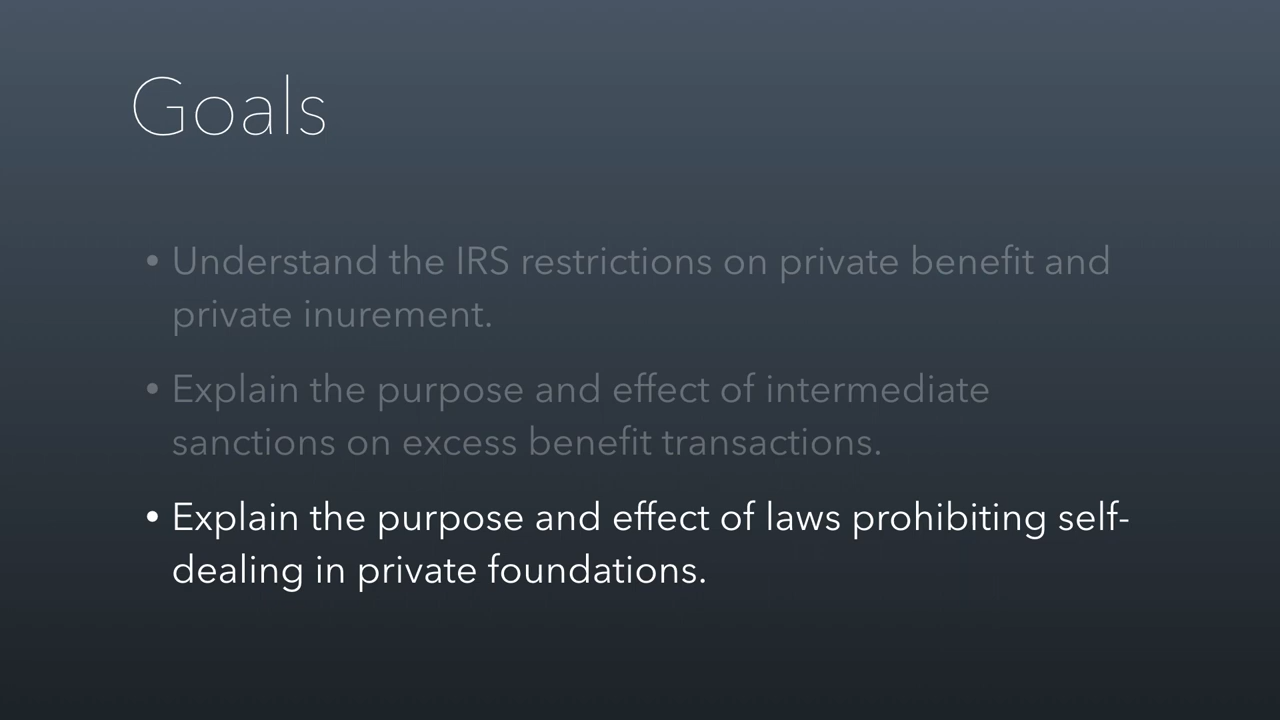 Goals
• Understand the IRS restrictions on private benefit and
private inurement.
• Explain the purpose and effect of intermediate
sanctions on excess benefit transactions.
• Explain the purpose and effect of laws prohibiting self-
dealing in private foundations.